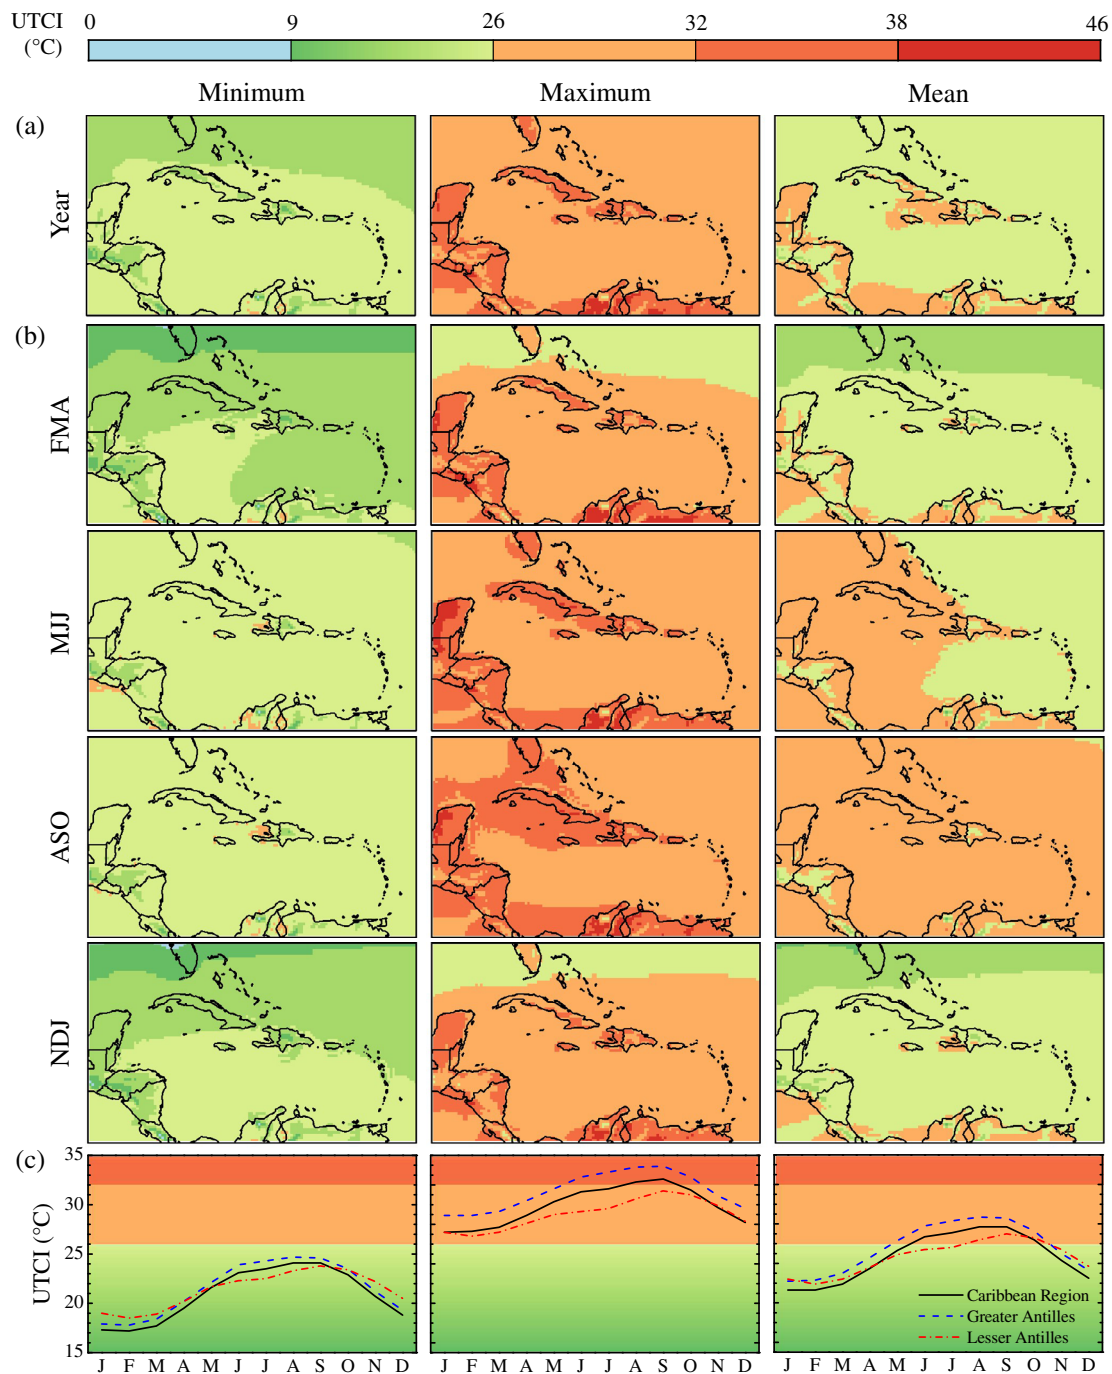 UTCI 0 9 26 32 38 46
(°C)
Minimum Maximum Mean
(a)
Year
(b)
FMA
MJJ
ASO
NDJ
(c)
35
30
25
20
15
UTCI (°C)
Caribbean Region
Greater Antilles
Lesser Antilles
J F M A M J J A S O N D J F M A M J J A S O N D J F M A M J J A S O N D